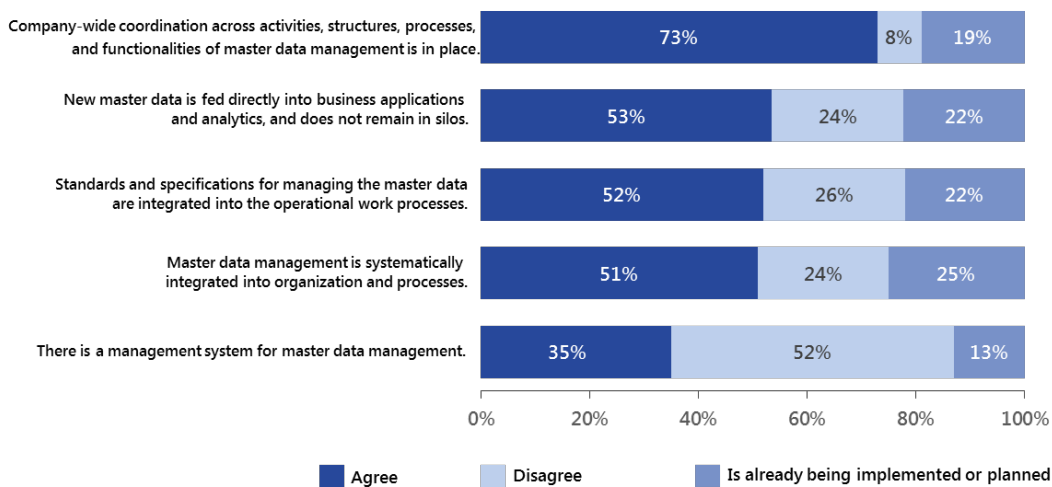 Company-wide coordination across activities, structures, processes,
and functionalities of master data management is in place.
73%
8%
19%
New master data is fed directly into business applications
and analytics, and does not remain in silos.
53%
24%
22%
Standards and specifications for managing the master data
are integrated into the operational work processes.
52%
26%
22%
Master data management is systematically
integrated into organization and processes.
51%
24%
25%
There is a management system for master data management.
35%
52%
13%
0%
20%
40%
60%
80%
100%
Agree
Disagree
Is already being implemented or planned